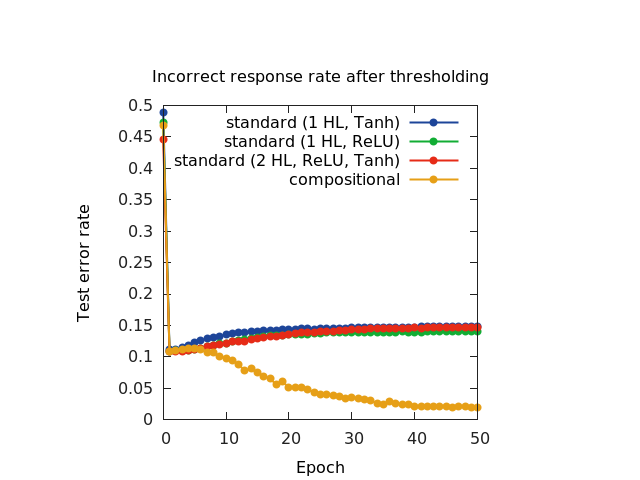 Incorrect response rate after thresholding
0.5
0.45
0.4
0.35
0.3
0.25
0.2
0.15
0.1
0.05
0
standard (1 HL, Tanh)
standard (1 HL, ReLU)
standard (2 HL, ReLU, Tanh)
compositional
Test error rate
0 10 20 30 40 50
Epoch